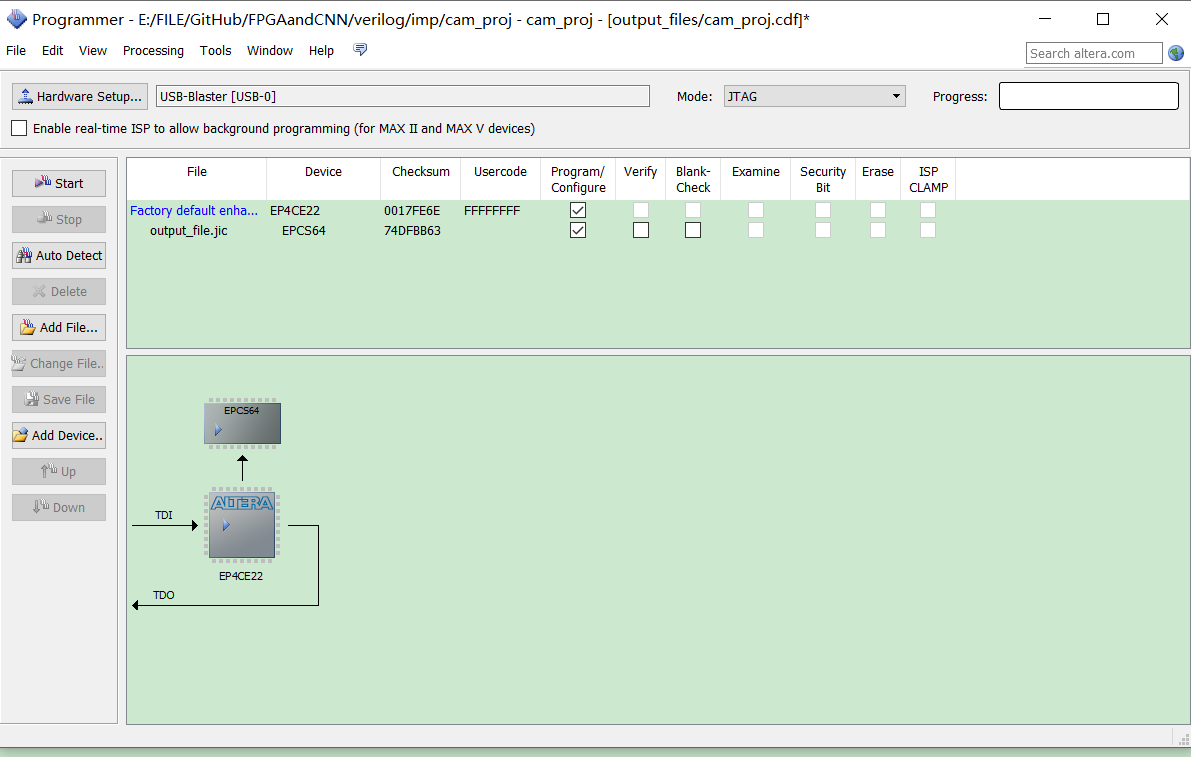 Programmer - E:/FILE/GitHub/FPGAandCNN/verilog/imp/cam_proj - cam_proj - [output_files/cam_proj.cdf]*
File Edit View Processing Tools Window Help
Search altera.com
Hardware Setup... USB-Blaster [USB-0] Mode: JTAG Progress:
Enable real-time ISP to allow background programming (for MAX II and MAX V devices)
Start
Stop
Auto Detect
Delete
Add File...
Change File..
Save File
Add Device..
Up
Down
File Device Checksum Usercode Program/ Verify Blank- Examine Security Erase ISP
Configure Check Bit CLAMP
Factory default enha... EP4CE22 0017FE6E FFFFFFFF
output_file.jic EPCS64 74DFBB63
EPCS64
ALTERA
TDI
EP4CE22
TDO